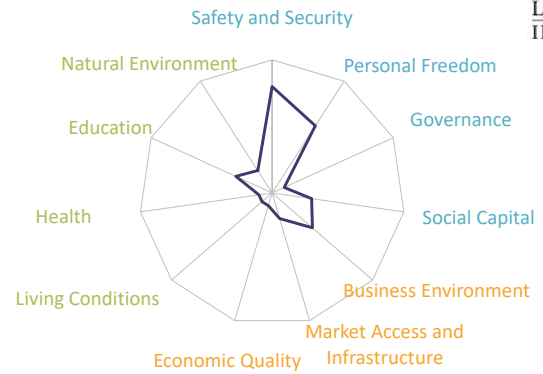 Safety and Security
Natural Environment
Personal Freedom
Education
Governance
Health
Social Capital
Living Conditions
Business Environment
Market Access and
Infrastructure
Economic Quality